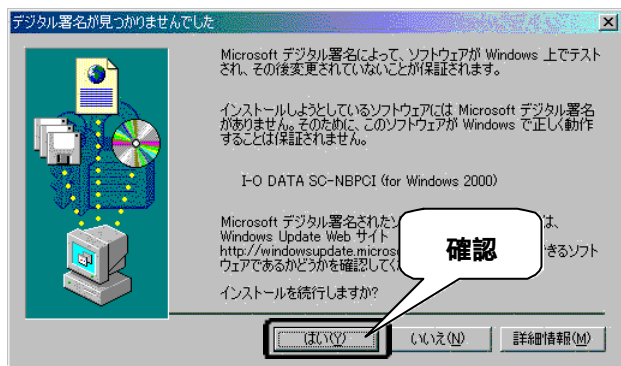 デジタル署名が見つかりませんでした
Microsoft デジタル署名によって、ソフトウェアが Windows 上でテスト
され、その後変更されていないことが保証されます。
インストールしようとしているソフトウェアには Microsoft デジタル署名
がありません。そのために、このソフトウェアが Windows で正しく動作
することは保証されません。
I-O DATA SC-NBPCI (for Windows 2000)
Microsoft デジタル署名された
は、
Windows Update Web サイト
http://windowsupdate.micros
きるソフト
ウェアであるかどうかを確認して
確認
インストールを続行しますか?
はい(Y)
いいえ(N)
詳細情報(M)